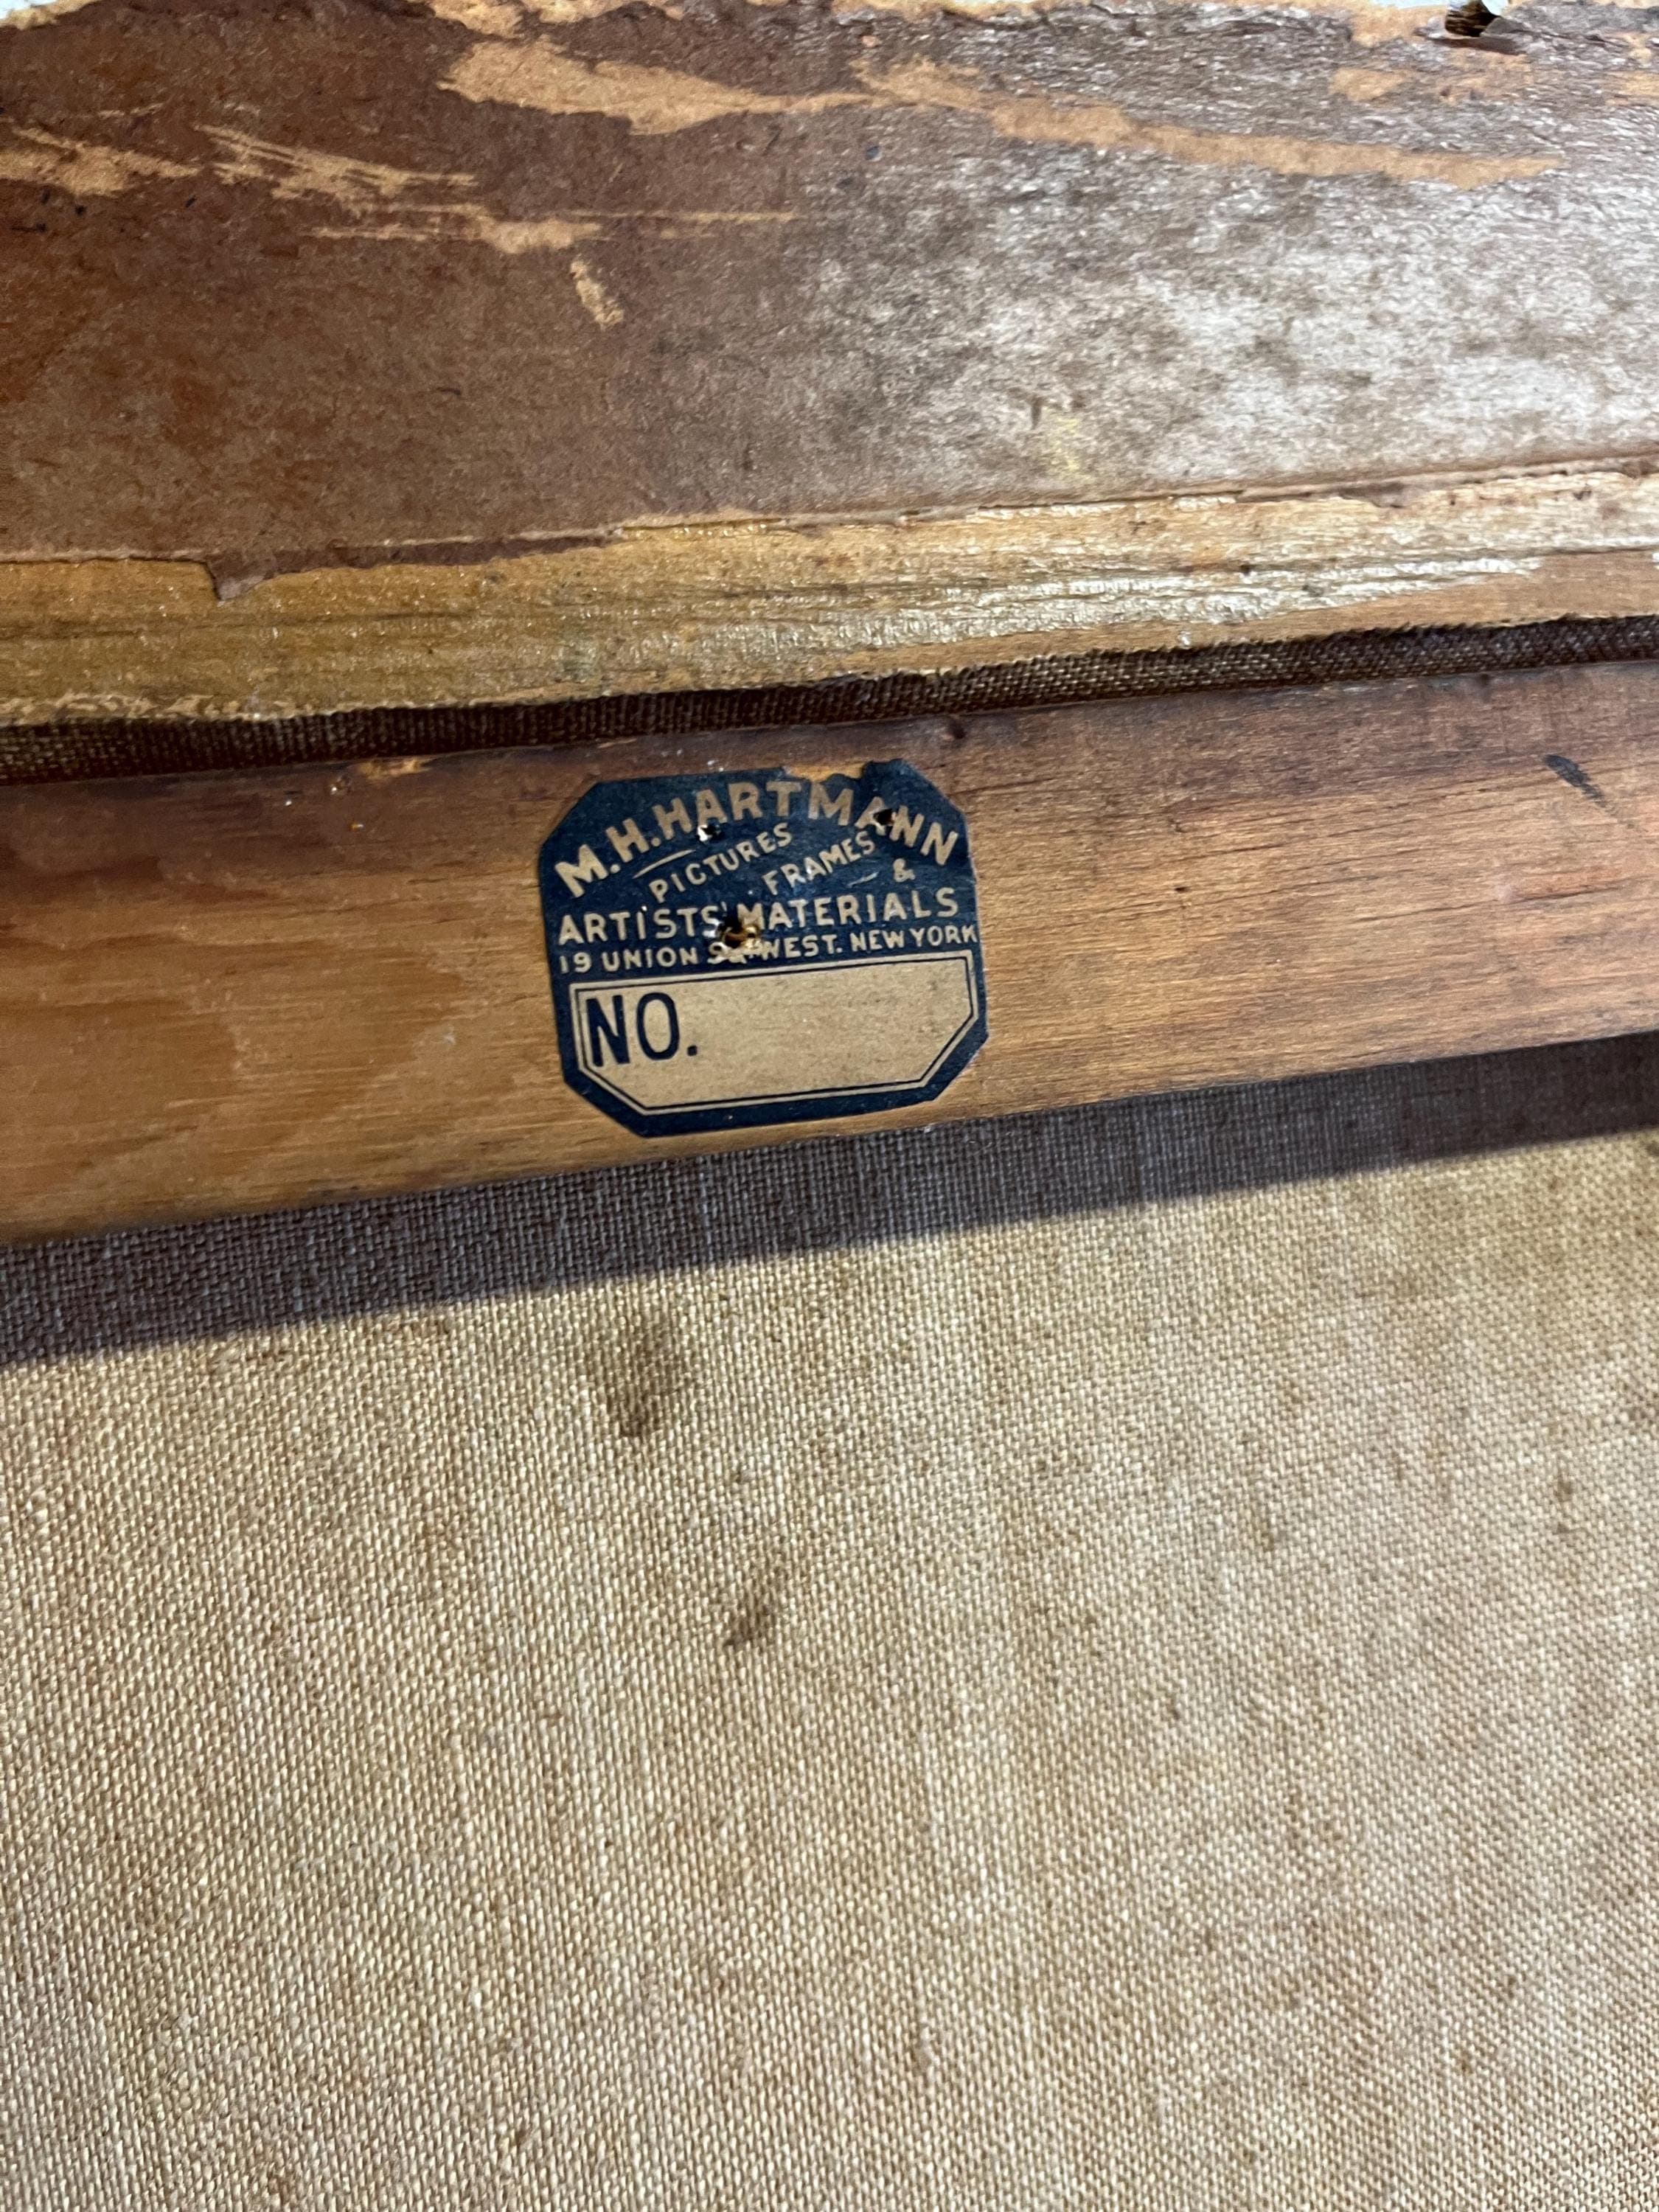 M.H.HARTMANN
PICTURES
FRAMES &
ARTISTS' MATERIALS
19 UNION SQ. WEST. NEW YORK
NO.